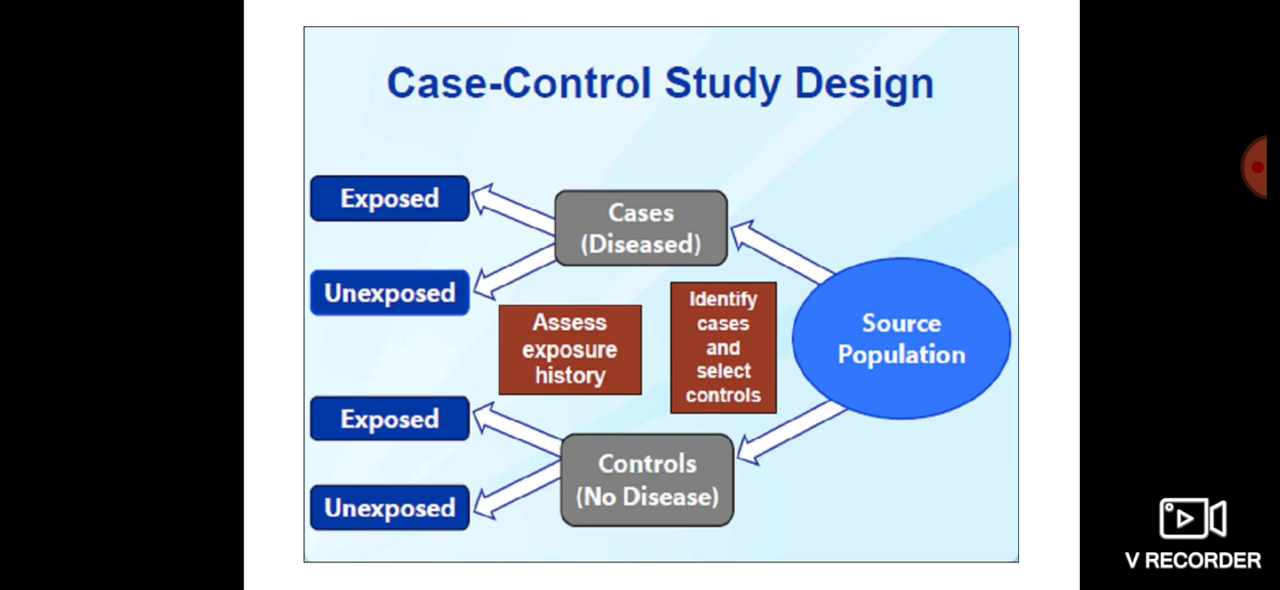 Case-Control Study Design
Exposed
Cases
(Diseased)
Unexposed
Identify
cases
and
select
controls
Assess
exposure
history
Source
Population
Exposed
Controls
(No Disease)
Unexposed
V RECORDER